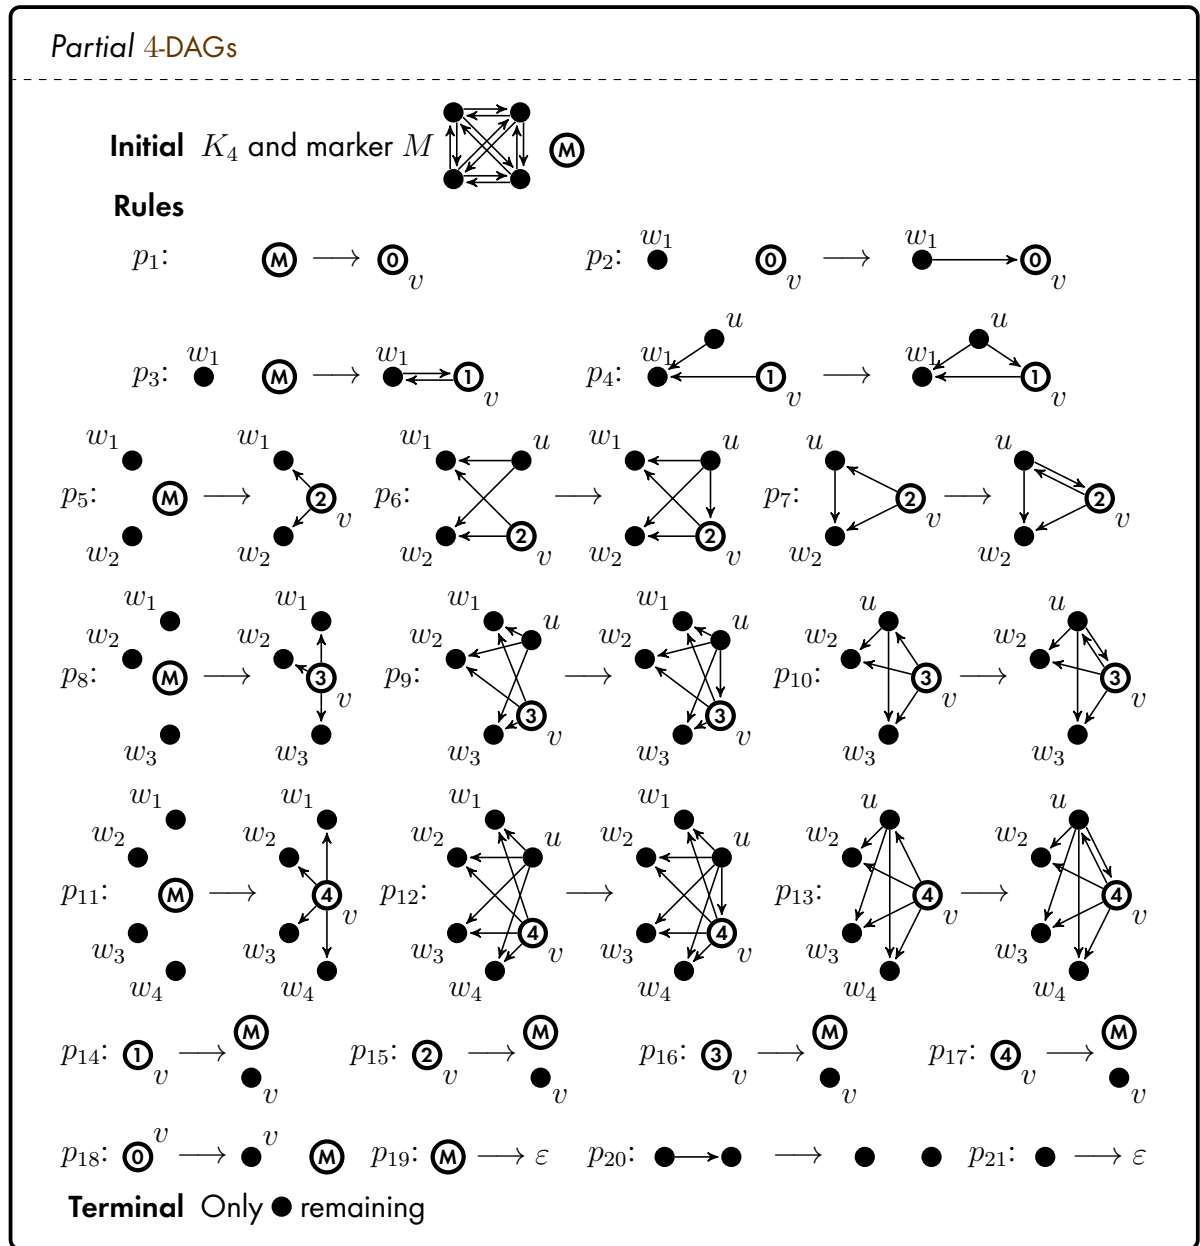 Partial 4-DAGs
Initial K₄ and marker M M
Rules
p₁: M → 0 v p₂: w₁ 0 v → w₁ 0 v
p₃: w₁ M → w₁ 1 v p₄: w₁ u 1 v → w₁ u 1 v
p₅: w₁ w₂ M → w₁ w₂ 2 v p₆: w₁ u w₂ 2 v → w₁ u w₂ 2 v p₇: u w₂ 2 v → u w₂ 2 v
p₈: w₁ w₂ w₃ M → w₁ w₂ w₃ 3 v p₉: w₁ w₂ u w₃ 3 v → w₁ w₂ u w₃ 3 v p₁₀: u w₂ w₃ 3 v → u w₂ w₃ 3 v
p₁₁: w₁ w₂ w₃ w₄ M → w₁ w₂ w₃ w₄ 4 v p₁₂: w₁ w₂ u w₃ w₄ 4 v → w₁ w₂ u w₃ w₄ 4 v p₁₃: u w₂ w₃ w₄ 4 v → u w₂ w₃ w₄ 4 v
p₁₄: 1 v → M v p₁₅: 2 v → M v p₁₆: 3 v → M v p₁₇: 4 v → M v
p₁₈: 0 v → v M p₁₉: M → ε p₂₀: → p₂₁: → ε
Terminal Only ● remaining